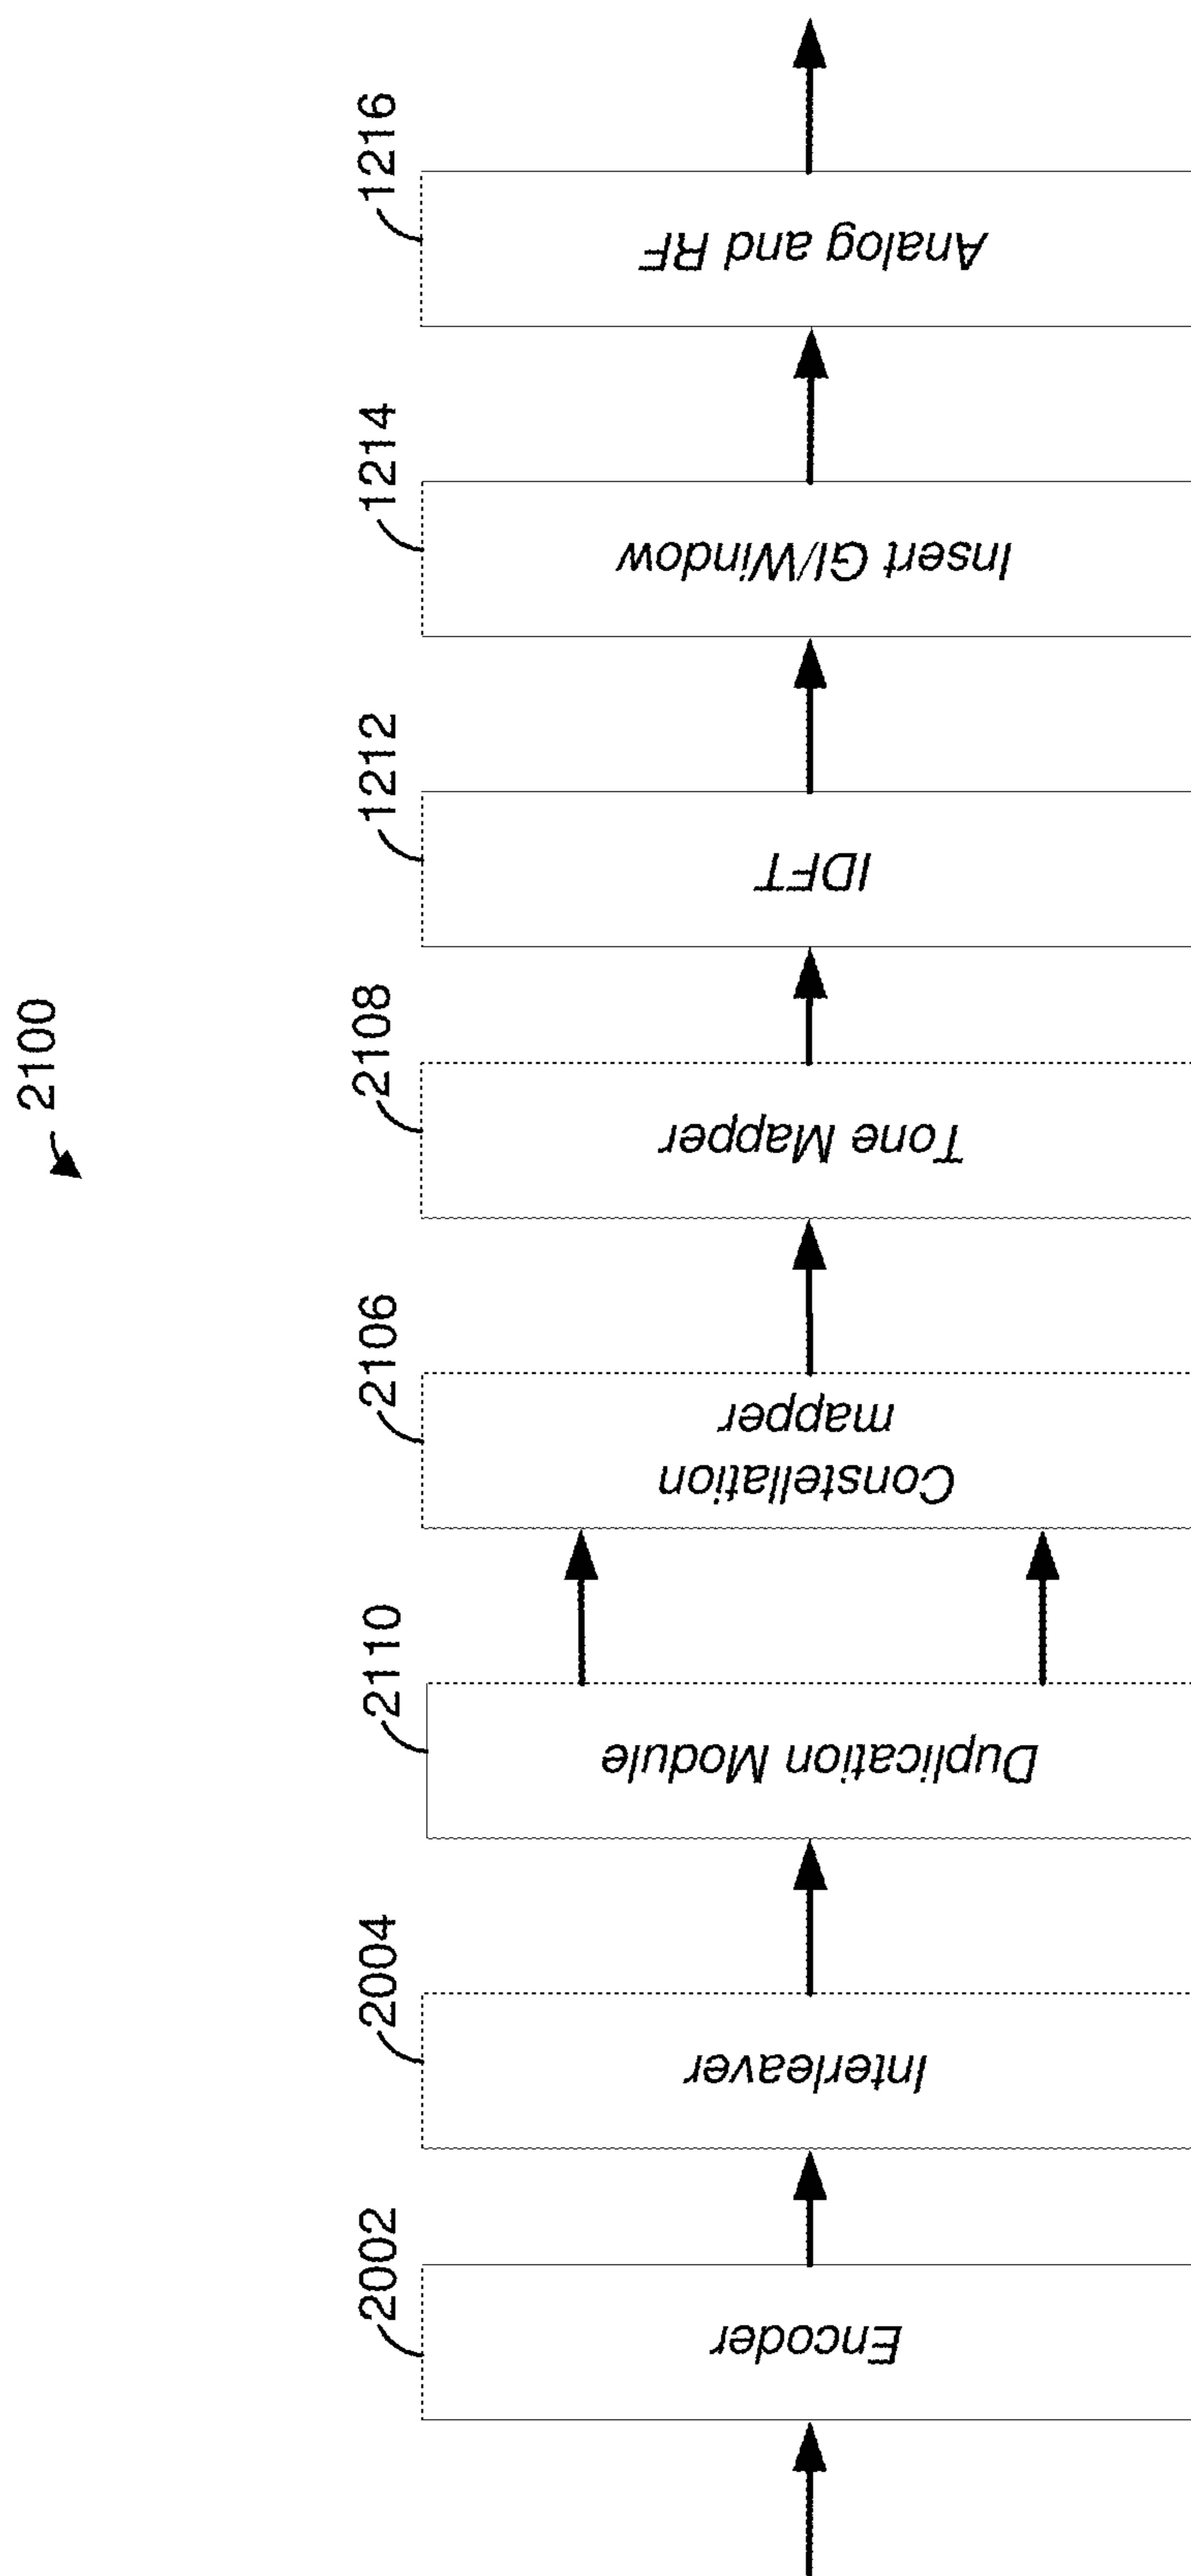 2100
2002
Encoder
2004
Interleaver
2110
Duplication Module
2106
Constellation
mapper
2108
Tone Mapper
1212
IDFT
1214
Insert GI/Window
1216
Analog and RF